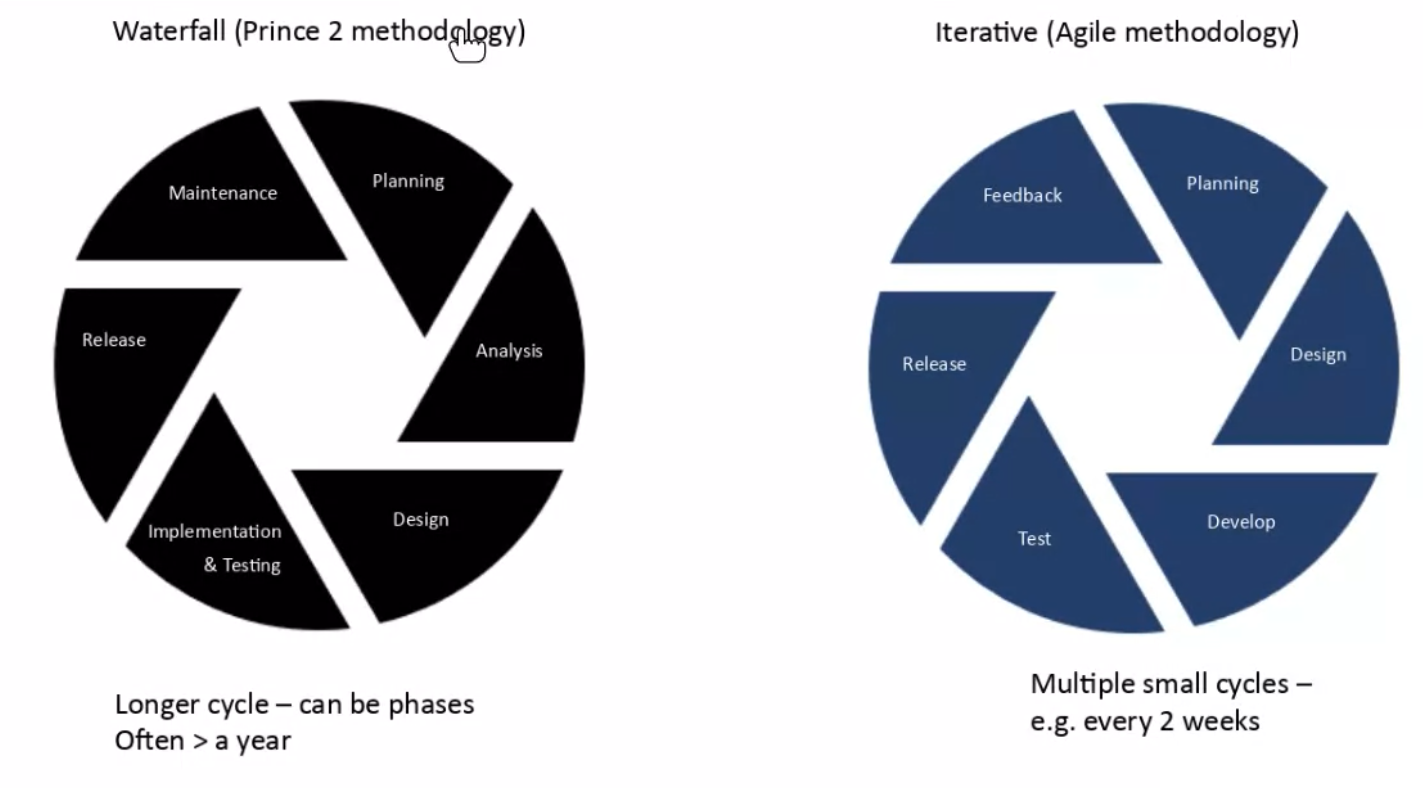 Waterfall (Prince 2 methodology)
Planning
Analysis
Design
Implementation
& Testing
Release
Maintenance
Longer cycle – can be phases
Often > a year
Iterative (Agile methodology)
Planning
Design
Develop
Test
Release
Feedback
Multiple small cycles –
e.g. every 2 weeks